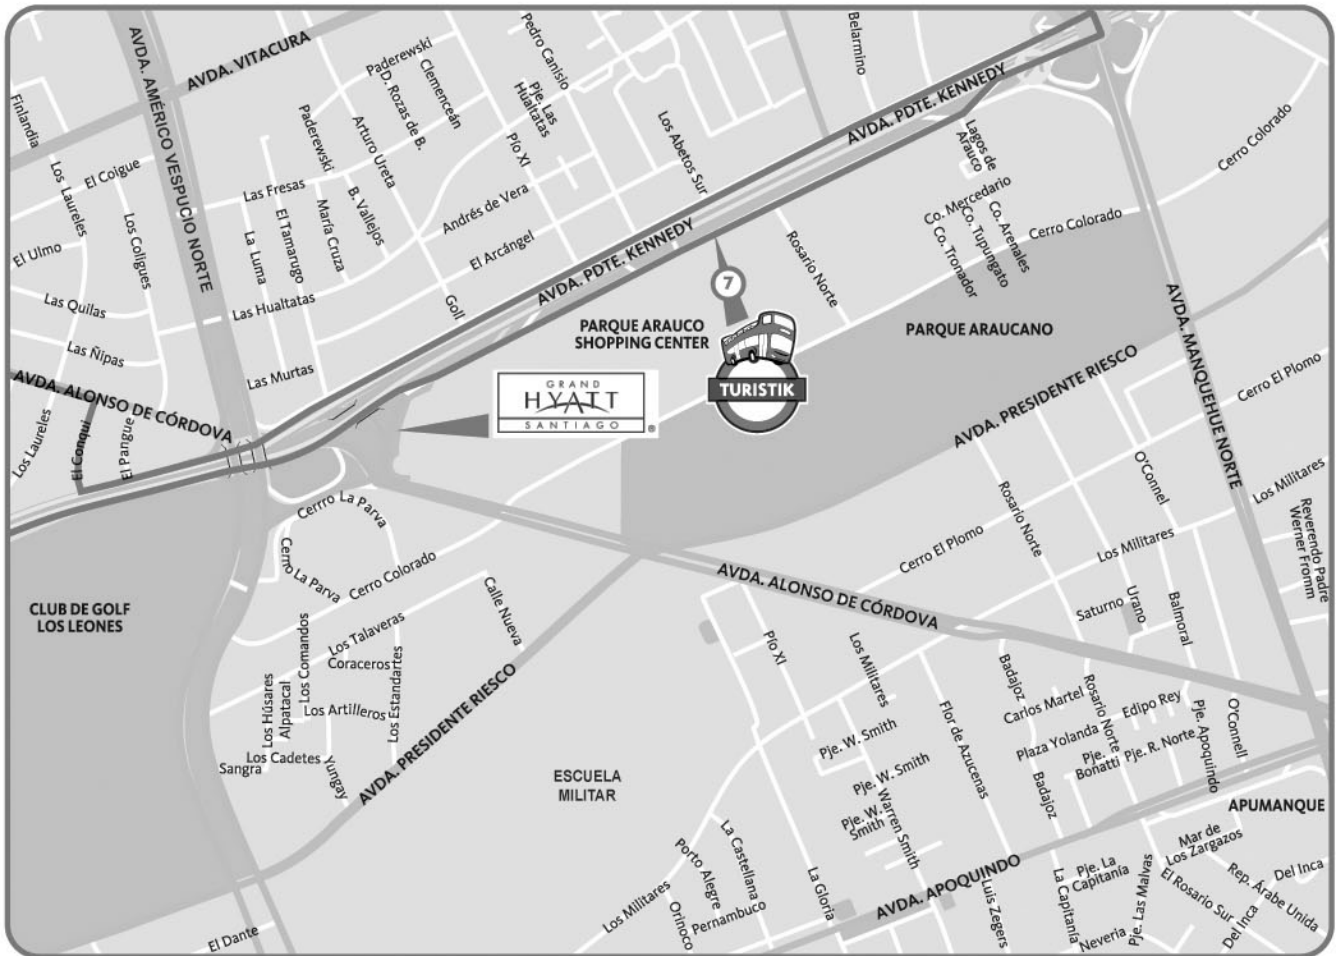 AVDA. VITACURA
Paderewski
Clemenceán
D. Rozas de B.
Pedro Canisio
Pje. Las
Hualtatas
Belarmino
AVDA. AMÉRICO VESPUCIO NORTE
Finlandia
Paderewski
Arturo Ureta
Pío XI
Los Abetos Sur
AVDA. PDTE. KENNEDY
Lagos de
Arauco
Cerro Colorado
Los Laureles
El Coigue
Las Fresas
Los Coligues
El Ulmo
La Luma
El Tamarugo
María Cruza
B. Vallejos
Andrés de Vera
El Arcángel
AVDA. PDTE. KENNEDY
Co. Mercedario
Co. Arenales
Co. Tupungato
Co. Tronador
Cerro Colorado
Rosario Norte
7
Las Quilas
Las Hualtatas
Golf
PARQUE ARAUCO
SHOPPING CENTER
PARQUE ARAUCANO
AVDA. MANQUEHUE NORTE
Las Ñipas
Las Murtas
AVDA. ALONSO DE CÓRDOVA
GRAND
HYATT
SANTIAGO
®
TURISTIK
AVDA. PRESIDENTE RIESCO
Cerro El Plomo
Los Laureles
El Conqui
El Pangue
O'Connel
Los Militares
Rosario Norte
Reverendo Padre
Werner Fromm
Cerrro La Parva
Cerro La Parva
Cerro Colorado
Cerro El Plomo
Los Militares
AVDA. ALONSO DE CÓRDOVA
CLUB DE GOLF
LOS LEONES
Calle Nueva
Los Talaveras
Los Comandos
Coraceros
Los Estandartes
Los Húsares
Alpatacal
Los Artilleros
Los Cadetes
Sangra
Yungay
AVDA. PRESIDENTE RIESCO
Saturno
Urano
Balmoral
Pío XI
Los Militares
Badajoz
Carlos Martel
Rosario Norte
Edipo Rey
Plaza Yolanda
Pje.
Bonatti
Pje. R. Norte
Pje. Apoquindo
O'Connell
Flor de Azucenas
Pje. W. Smith
Pje. W. Smith
Pje. W.
Smith
Warren Smith
Badajoz
ESCUELA
MILITAR
APUMANQUE
La Castellana
Porto Alegre
Los Militares
Orinoco
Pernambuco
La Gloria
AVDA. APOQUINDO
Luis Zegers
La Capitanía
Pje. La
Capitanía
Pje. Las Malvas
Neveria
Mar de
Los Zargazos
El Rosario Sur
Rep. Árabe Unida
Del Inca
Del Inca
El Dante